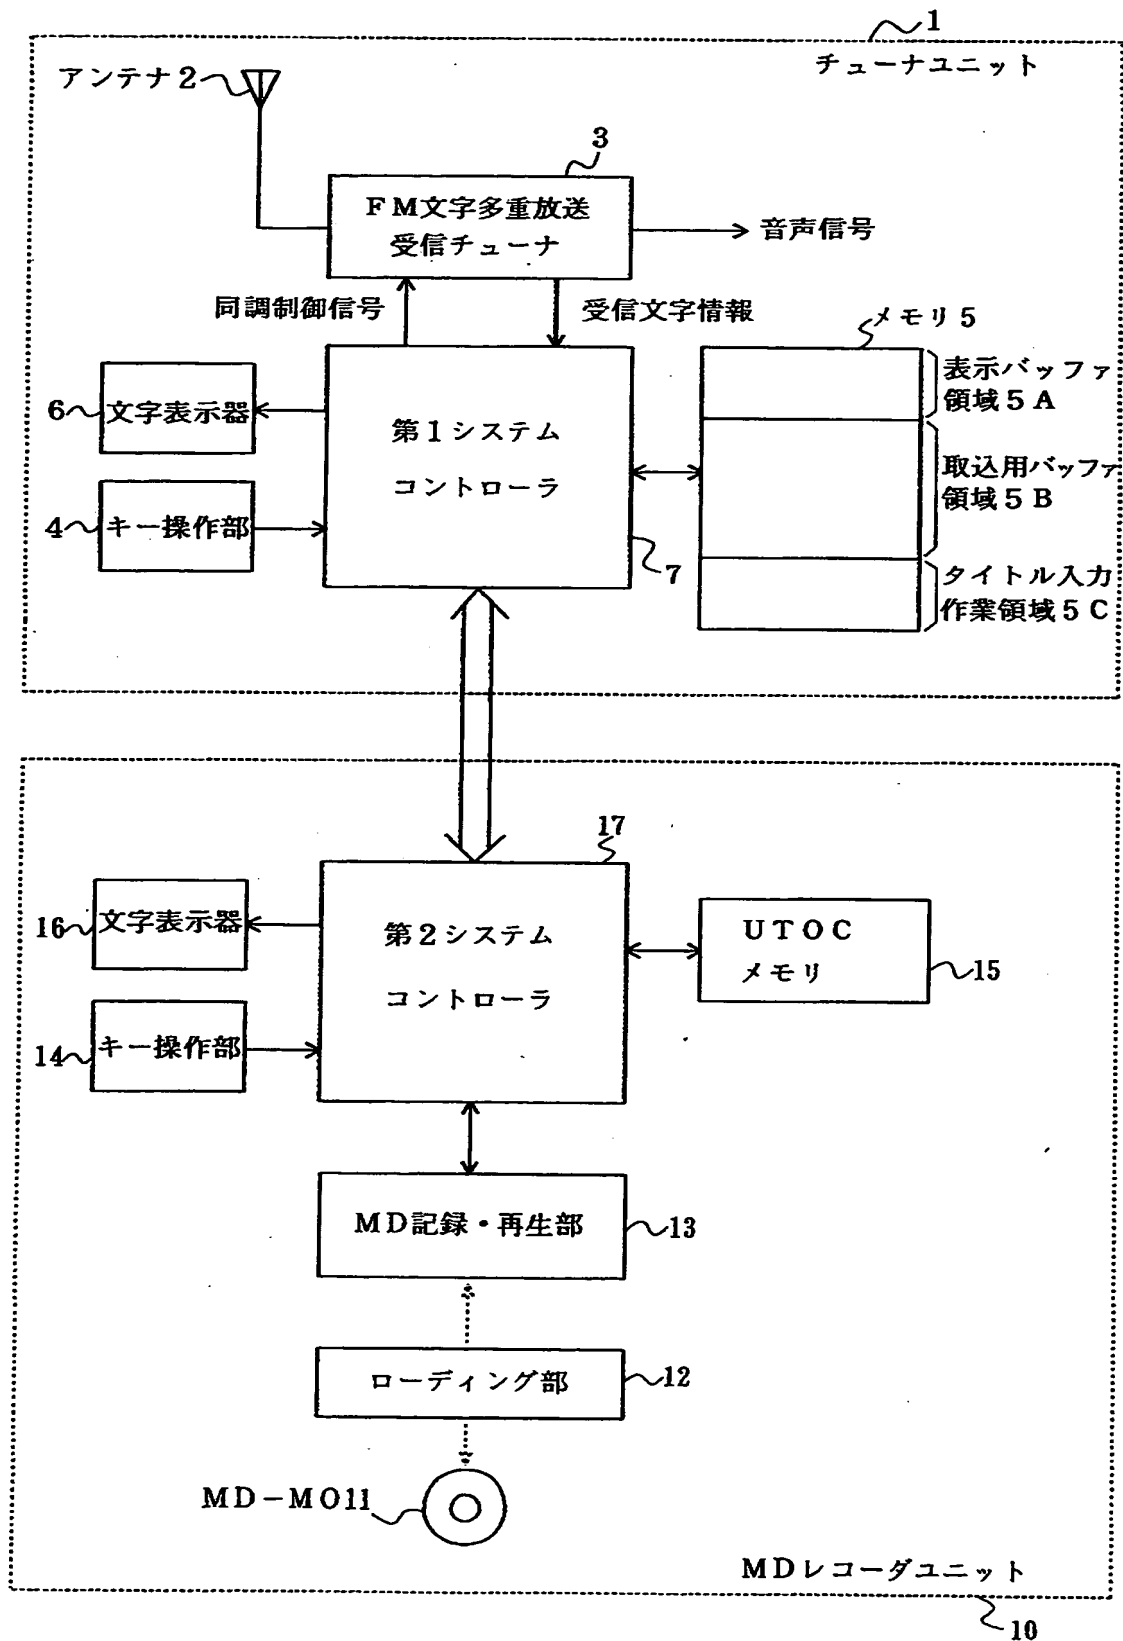 1
チューナユニット
アンテナ2
3
FM文字多重放送
受信チューナ
音声信号
同調制御信号
受信文字情報
メモリ5
6
文字表示器
第1システム
コントローラ
表示バッファ
領域5A
取込用バッファ
領域5B
4
キー操作部
7
タイトル入力
作業領域5C
17
16
文字表示器
第2システム
コントローラ
UTOC
メモリ
15
14
キー操作部
MD記録・再生部
13
ローディング部
12
MD-MO11
MDレコーダユニット
10